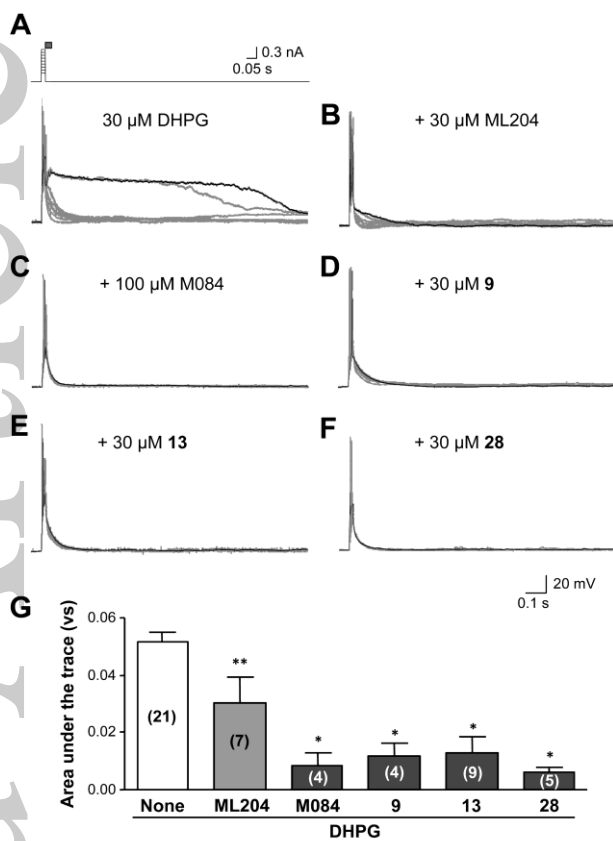 A
0.3 nA
0.05 s
30 µM DHPG
B
+ 30 µM ML204
C
+ 100 µM M084
D
+ 30 µM 9
E
+ 30 µM 13
F
+ 30 µM 28
20 mV
0.1 s
G
Area under the trace (vs)
0.06
0.04
0.02
0.00
(21)
**
(7)
*
(4)
*
(4)
*
(9)
*
(5)
None ML204 M084 9 13 28
DHPG